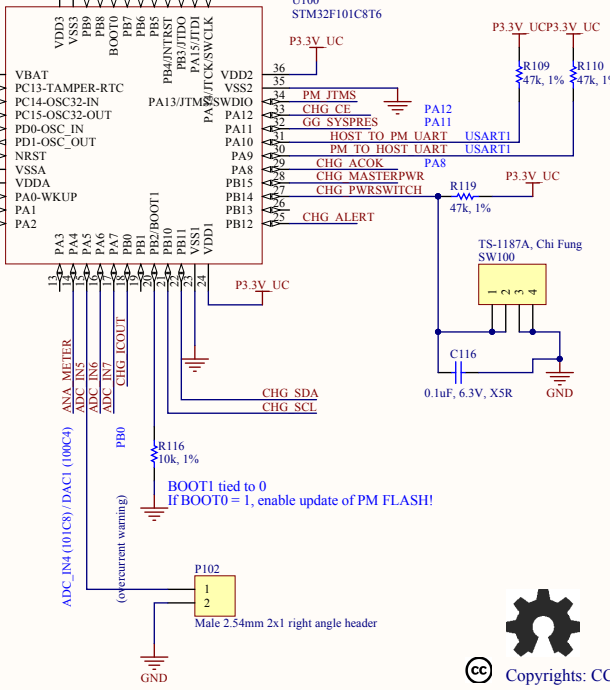 U100
STM32F101C8T6
VDD3
VSS3
PB9
PB8
BOOT0
PB7
PB6
PB5
PB4/JNTRST
PB3/JTDO
PA15/JTDI
PA14/JTCK/SWCLK
VBAT
PC13-TAMPER-RTC
PC14-OSC32-IN
PC15-OSC32-OUT
PD0-OSC_IN
PD1-OSC_OUT
NRST
VSSA
VDDA
PA0-WKUP
PA1
PA2
VDD2
VSS2
PA13/JTMS/SWDIO
PA12
PA11
PA10
PA9
PA8
PB15
PB14
PB13
PB12
36
35
34
33
32
31
30
29
28
27
26
25
P3.3V_UC
PM_JTMS
CHG_CE
GG_SYSPRES
HOST_TO_PM_UART
PM_TO_HOST_UART
CHG_ACOK
CHG_MASTERPWR
CHG_PWRSWITCH
CHG_ALERT
PA12
PA11
USART1
USART1
PA8
P3.3V_UC
P3.3V_UC
R109
47k, 1%
R110
47k, 1%
R119
47k, 1%
P3.3V_UC
TS-1187A, Chi Fung
SW100
1
2
3
4
C116
0.1uF, 6.3V, X5R
GND
PA3
PA4
PA5
PA6
PA7
PB0
PB1
PB2/BOOT1
PB10
PB11
VSS1
VDD1
13
14
15
16
17
18
19
20
21
22
23
24
P3.3V_UC
ANA_METER
ADC_IN5
ADC_IN6
ADC_IN7
CHG_ICOUT
CHG_SDA
CHG_SCL
ADC_IN4 (101C8) / DAC1 (100C4)
PB0
(overcurrent warning)
R116
10k, 1%
BOOT1 tied to 0
If BOOT0 = 1, enable update of PM FLASH!
P102
1
2
Male 2.54mm 2x1 right angle header
GND
cc
Copyrights: CC